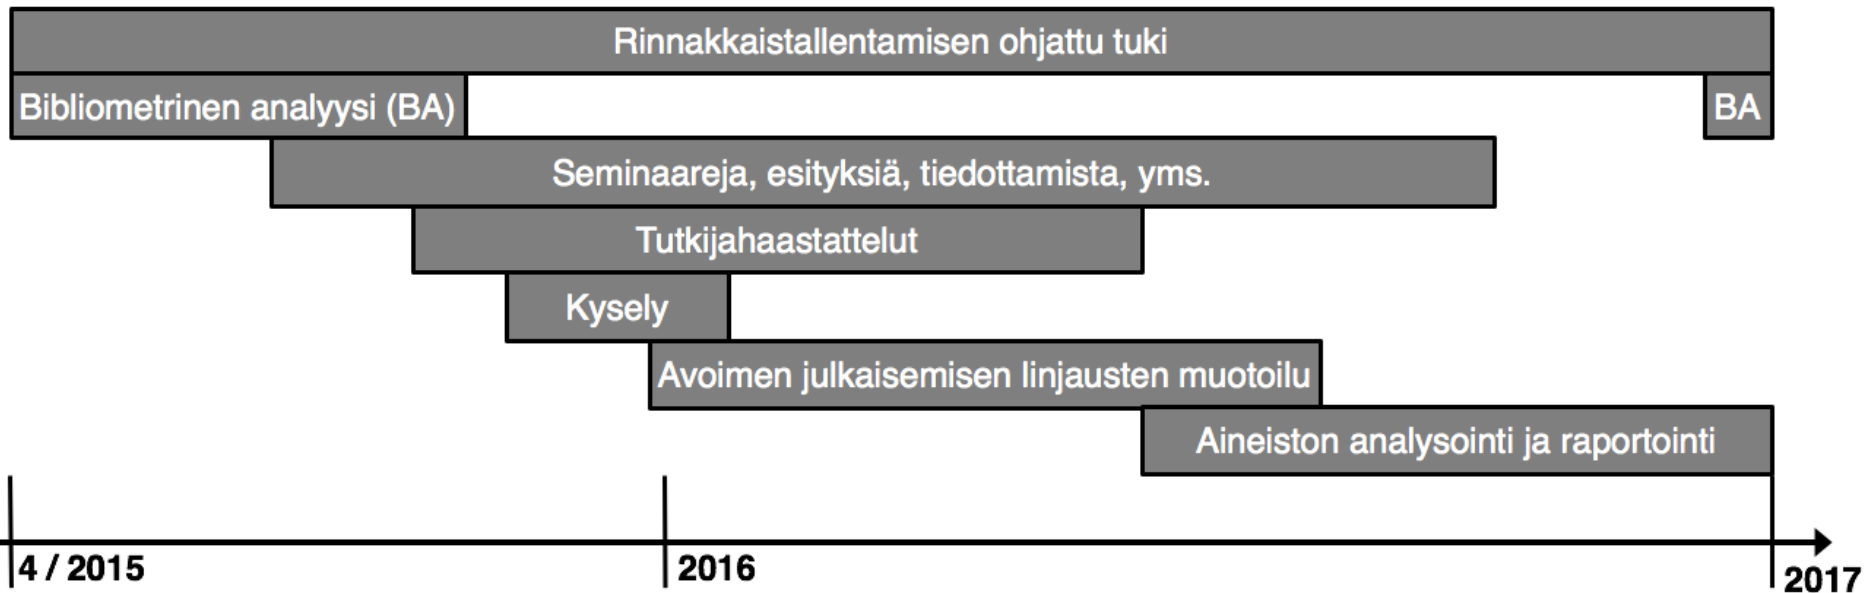 Rinnakkaistallentamisen ohjattu tuki
Bibliometrinen analyysi (BA)
BA
Seminaareja, esityksiä, tiedottamista, yms.
Tutkijahaastattelut
Kysely
Avoimen julkaisemisen linjausten muotoilu
Aineiston analysointi ja raportointi
4 / 2015
2016
2017